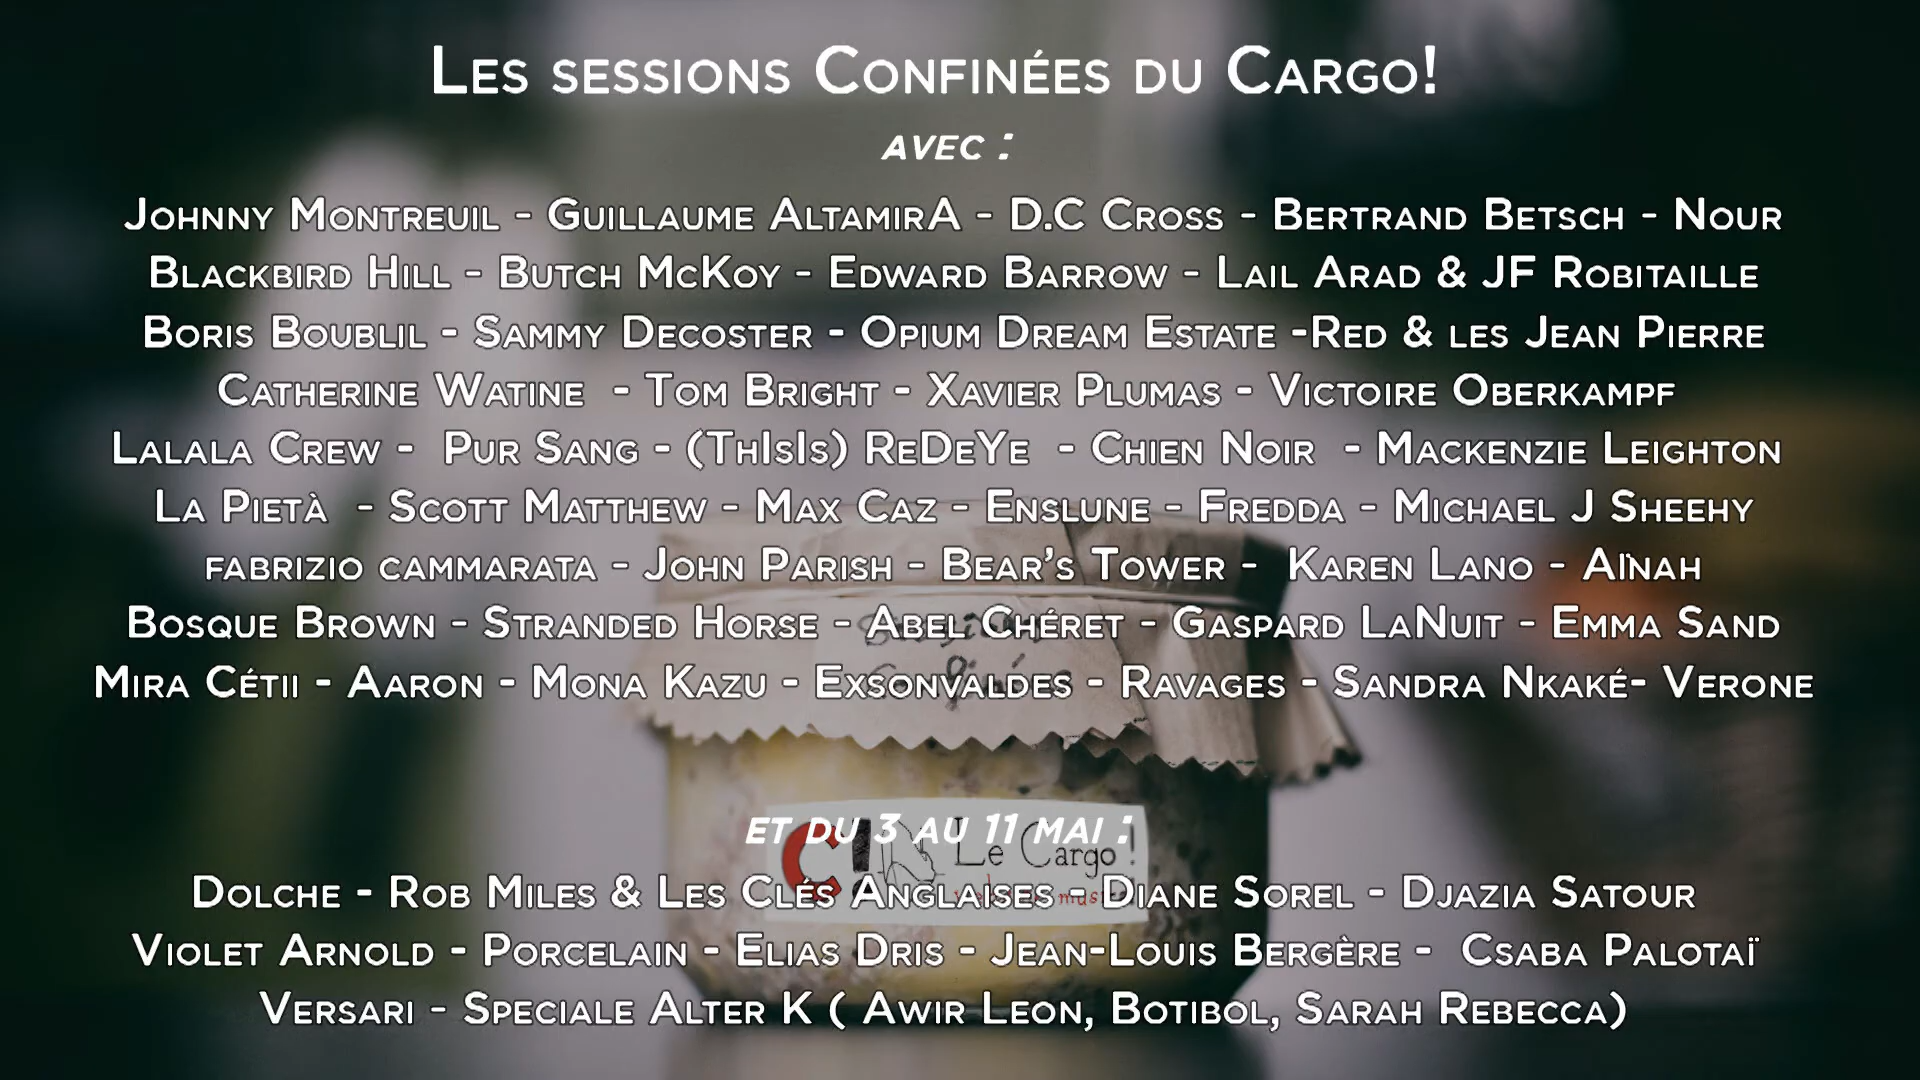 Les sessions Confinées du Cargo!
avec :
Johnny Montreuil - Guillaume AltamirA - D.C Cross - Bertrand Betsch - Nour
Blackbird Hill - Butch McKoy - Edward Barrow - Lail Arad & JF Robitaille
Boris Boublil - Sammy Decoster - Opium Dream Estate -Red & les Jean Pierre
Catherine Watine - Tom Bright - Xavier Plumas - Victoire Oberkampf
Lalala Crew - Pur Sang - (ThIsIs) ReDeYe - Chien Noir - Mackenzie Leighton
La Pietà - Scott Matthew - Max Caz - Enslune - Fredda - Michael J Sheehy
fabrizio cammarata - John Parish - Bear's Tower - Karen Lano - Aïnah
Bosque Brown - Stranded Horse - Abel Chéret - Gaspard LaNuit - Emma Sand
Mira Cétii - Aaron - Mona Kazu - Exsonvaldes - Ravages - Sandra Nkaké- Verone
et du 3 au 11 mai :
Le Cargo !
Dolche - Rob Miles & Les Clés Anglaises - Diane Sorel - Djazia Satour
Violet Arnold - Porcelain - Elias Dris - Jean-Louis Bergère - Csaba Palotaï
Versari - Speciale Alter K ( Awir Leon, Botibol, Sarah Rebecca)